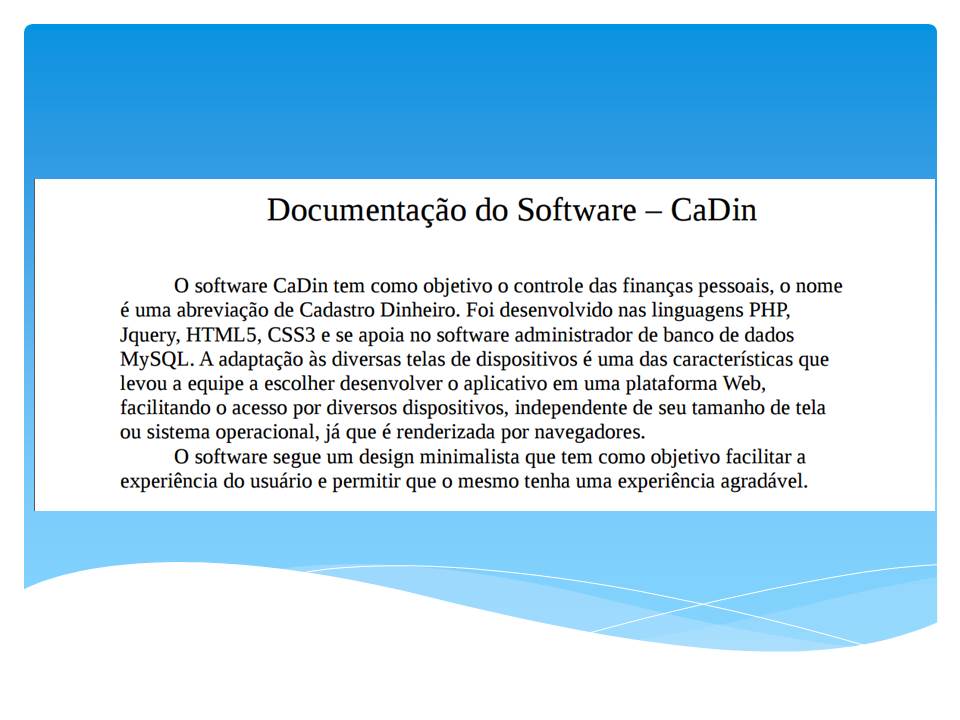 Documentação do Software – CaDin
O software CaDin tem como objetivo o controle das finanças pessoais, o nome
é uma abreviação de Cadastro Dinheiro. Foi desenvolvido nas linguagens PHP,
Jquery, HTML5, CSS3 e se apoia no software administrador de banco de dados
MySQL. A adaptação às diversas telas de dispositivos é uma das características que
levou a equipe a escolher desenvolver o aplicativo em uma plataforma Web,
facilitando o acesso por diversos dispositivos, independente de seu tamanho de tela
ou sistema operacional, já que é renderizada por navegadores.
O software segue um design minimalista que tem como objetivo facilitar a
experiência do usuário e permitir que o mesmo tenha uma experiência agradável.